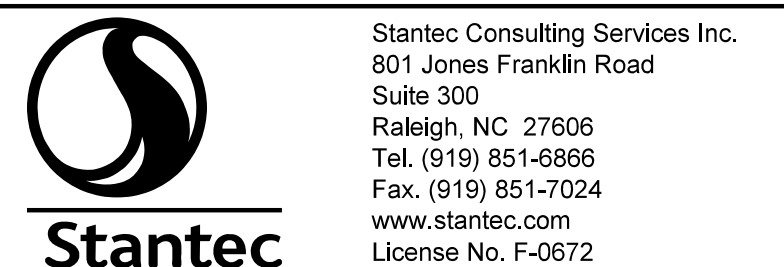 Stantec
Stantec Consulting Services Inc.
801 Jones Franklin Road
Suite 300
Raleigh, NC  27606
Tel. (919) 851-6866
Fax. (919) 851-7024
www.stantec.com
License No. F-0672